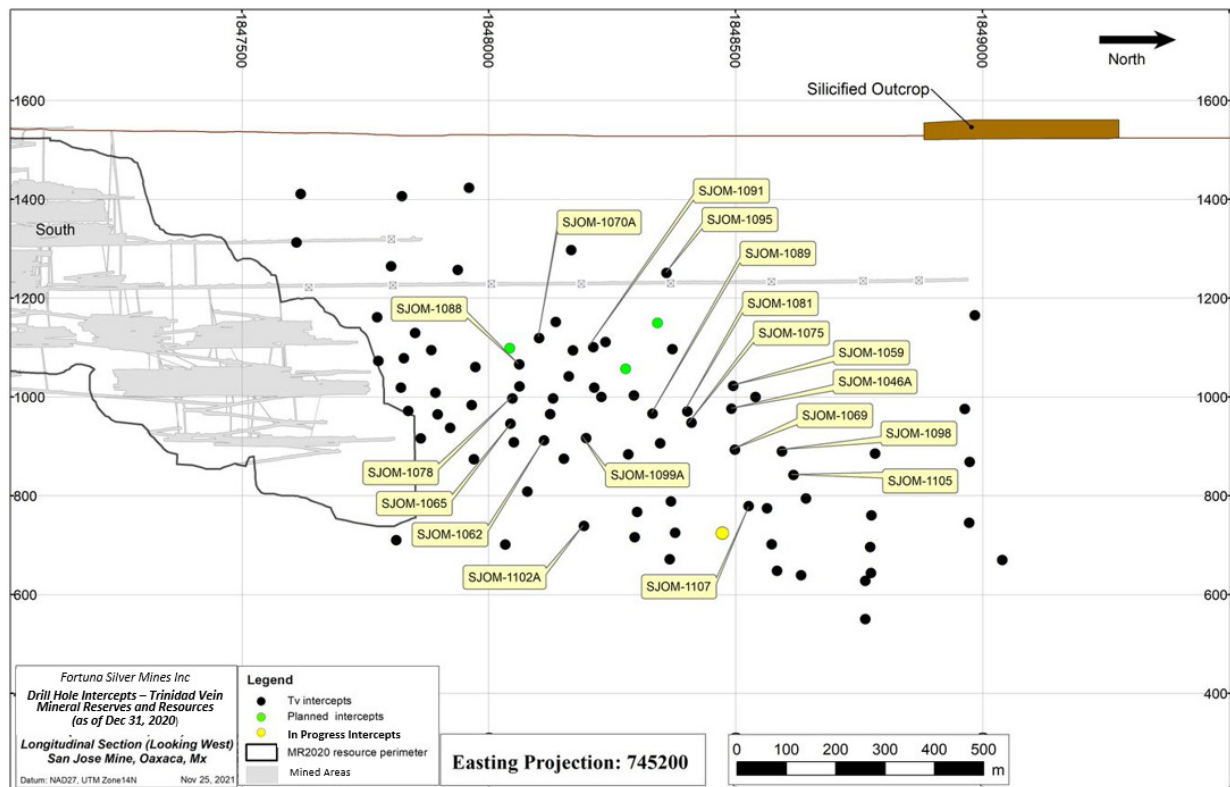 1847500
1848000
1848500
1849000
North
Silicified Outcrop
1600
1600
1400
1400
1200
1200
1000
1000
800
800
600
600
400
400
South
SJOM-1091
SJOM-1095
SJOM-1070A
SJOM-1089
SJOM-1081
SJOM-1088
SJOM-1075
SJOM-1059
SJOM-1046A
SJOM-1069
SJOM-1098
SJOM-1078
SJOM-1099A
SJOM-1105
SJOM-1065
SJOM-1062
SJOM-1102A
SJOM-1107
Fortuna Silver Mines Inc
Drill Hole Intercepts – Trinidad Vein
Mineral Reserves and Resources
(as of Dec 31, 2020)
Longitudinal Section (Looking West)
San Jose Mine, Oaxaca, Mx
Datum: NAD27, UTM Zone14N Nov 25, 2021
Legend
Tv intercepts
Planned intercepts
In Progress Intercepts
MR2020 resource perimeter
Mined Areas
Easting Projection: 745200
0 100 200 300 400 500
m